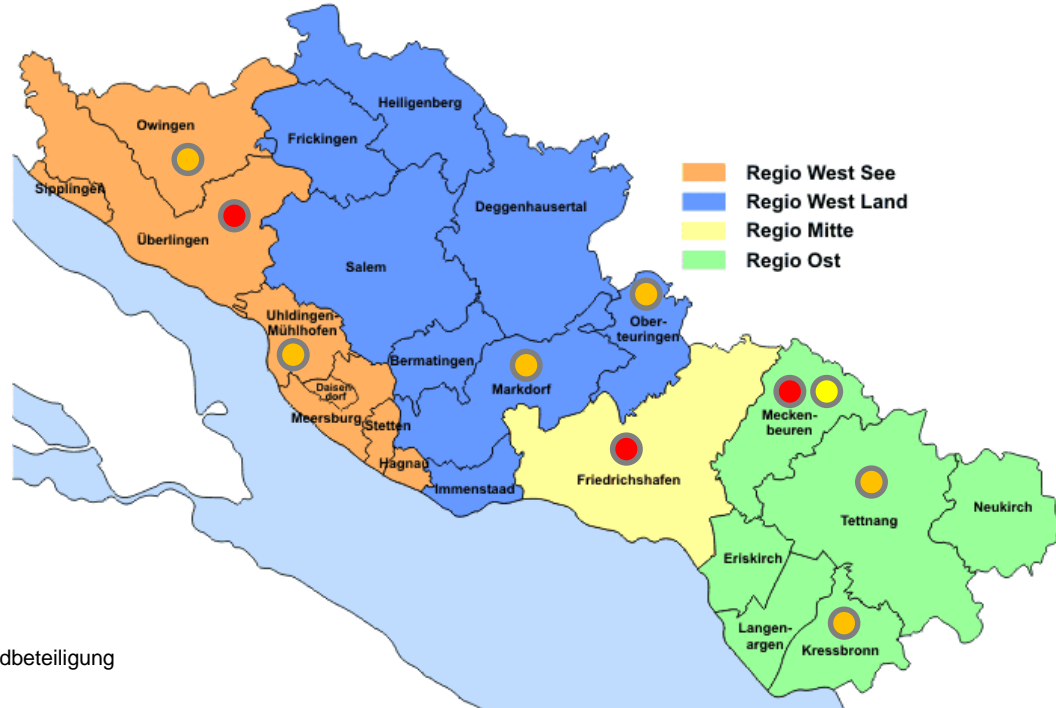 Heiligenberg
Owingen
Frickingen
Regio West See
Sipplingen
Regio West Land
Deggenhausertal
Regio Mitte
Überlingen
Regio Ost
Salem
Uhldingen-
Mühlhofen
Ober-
teuringen
Bermatingen
Daisen-
dorf
Markdorf
Meersburg
Stetten
Mecken-
beuren
Hagnau
Friedrichshafen
Immenstaad
Neukirch
Tettnang
Eriskirch
Langen-
argen
Kressbronn
dbeteiligung